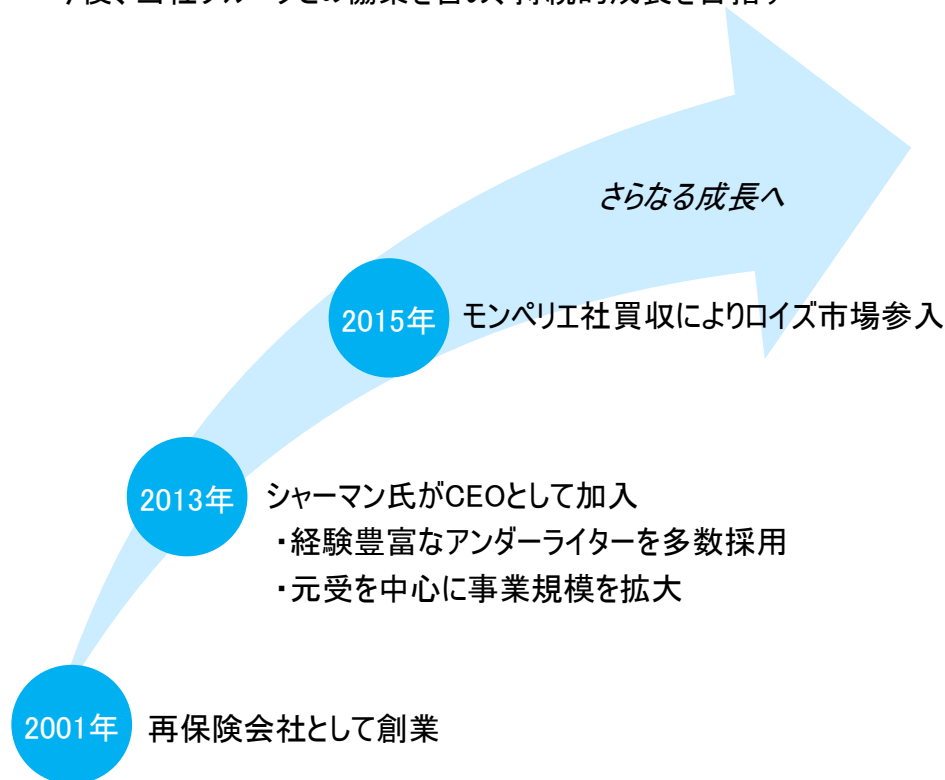 さらなる成長へ
2015年 モンペリエ社買収によりロイズ市場参入
2013年 シャーマン氏がCEOとして加入
・経験豊富なアンダーライターを多数採用
・元受を中心に事業規模を拡大
2001年 再保険会社として創業